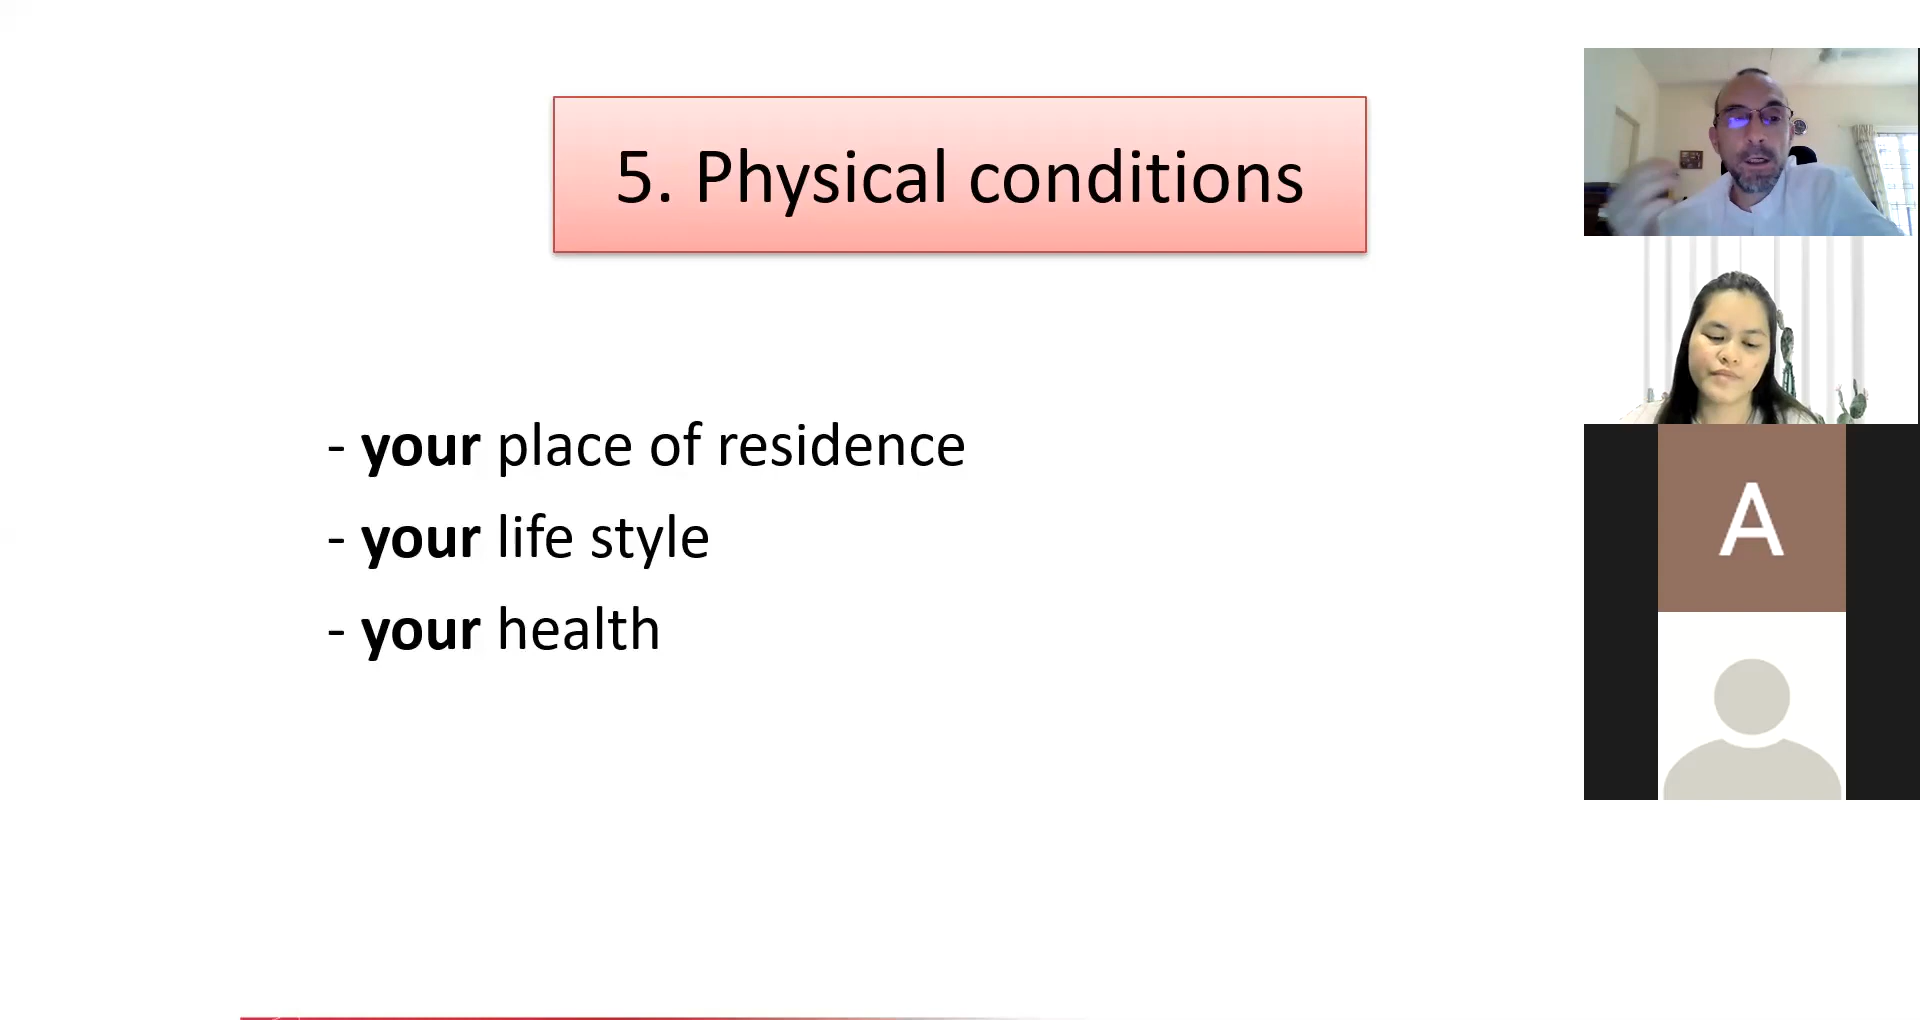 5. Physical conditions
- your place of residence
- your life style
- your health
A